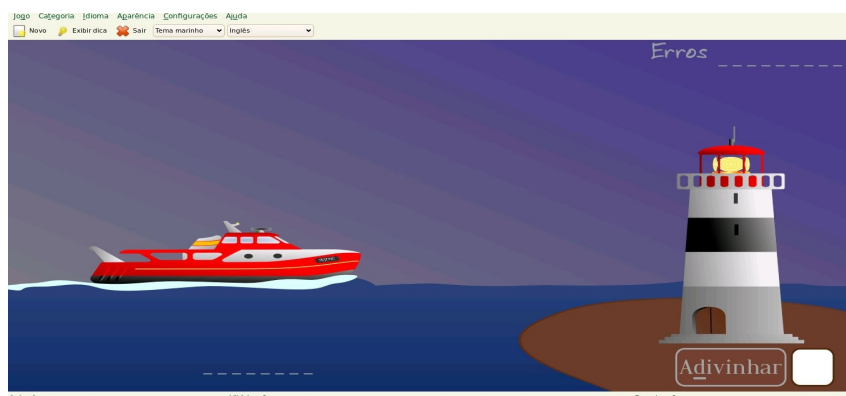 Jogo Categoria Idioma Aparência Configurações Ajuda
Novo Exibir dica Sair Tema marinho Inglês
Erros _ _ _ _ _ _ _ _ _
_ _ _ _ _ _ _ _
Adivinhar